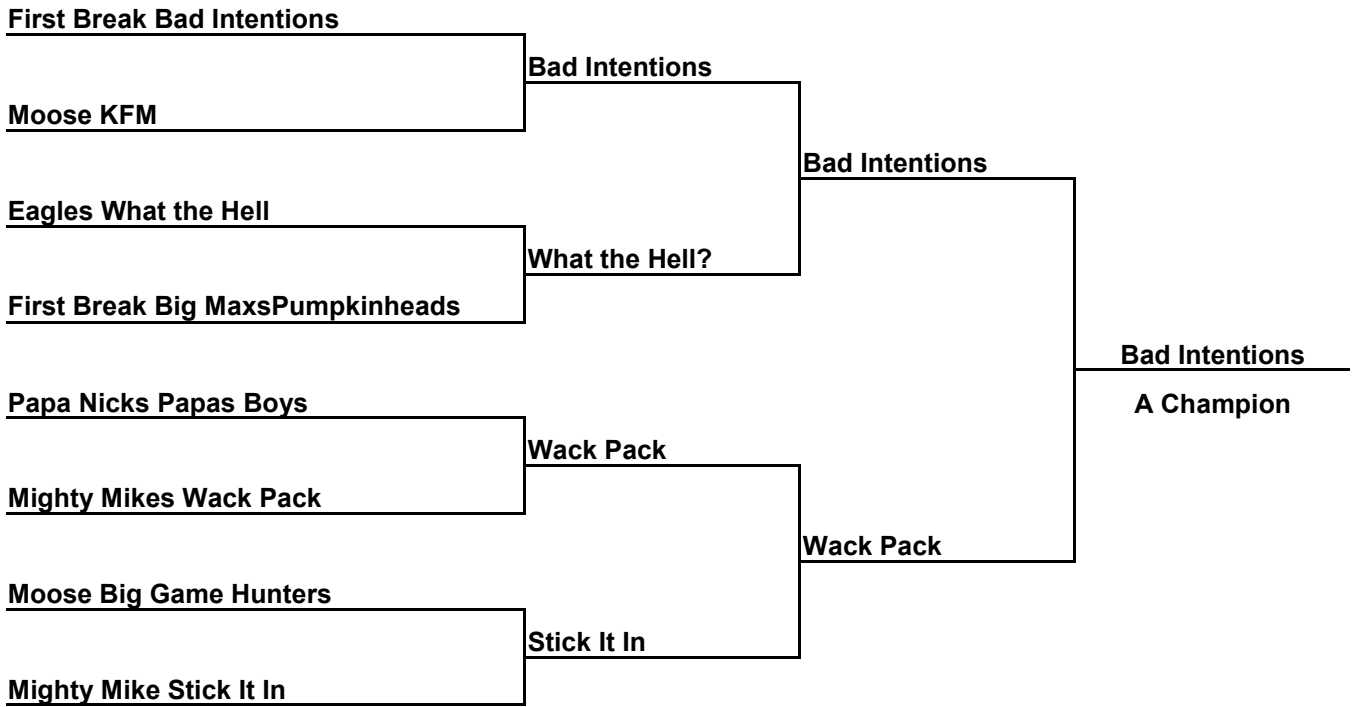 First Break Bad Intentions
Bad Intentions
Moose KFM
Bad Intentions
Eagles What the Hell
What the Hell?
First Break Big MaxsPumpkinheads
Bad Intentions
Papa Nicks Papas Boys
A Champion
Wack Pack
Mighty Mikes Wack Pack
Wack Pack
Moose Big Game Hunters
Stick It In
Mighty Mike Stick It In